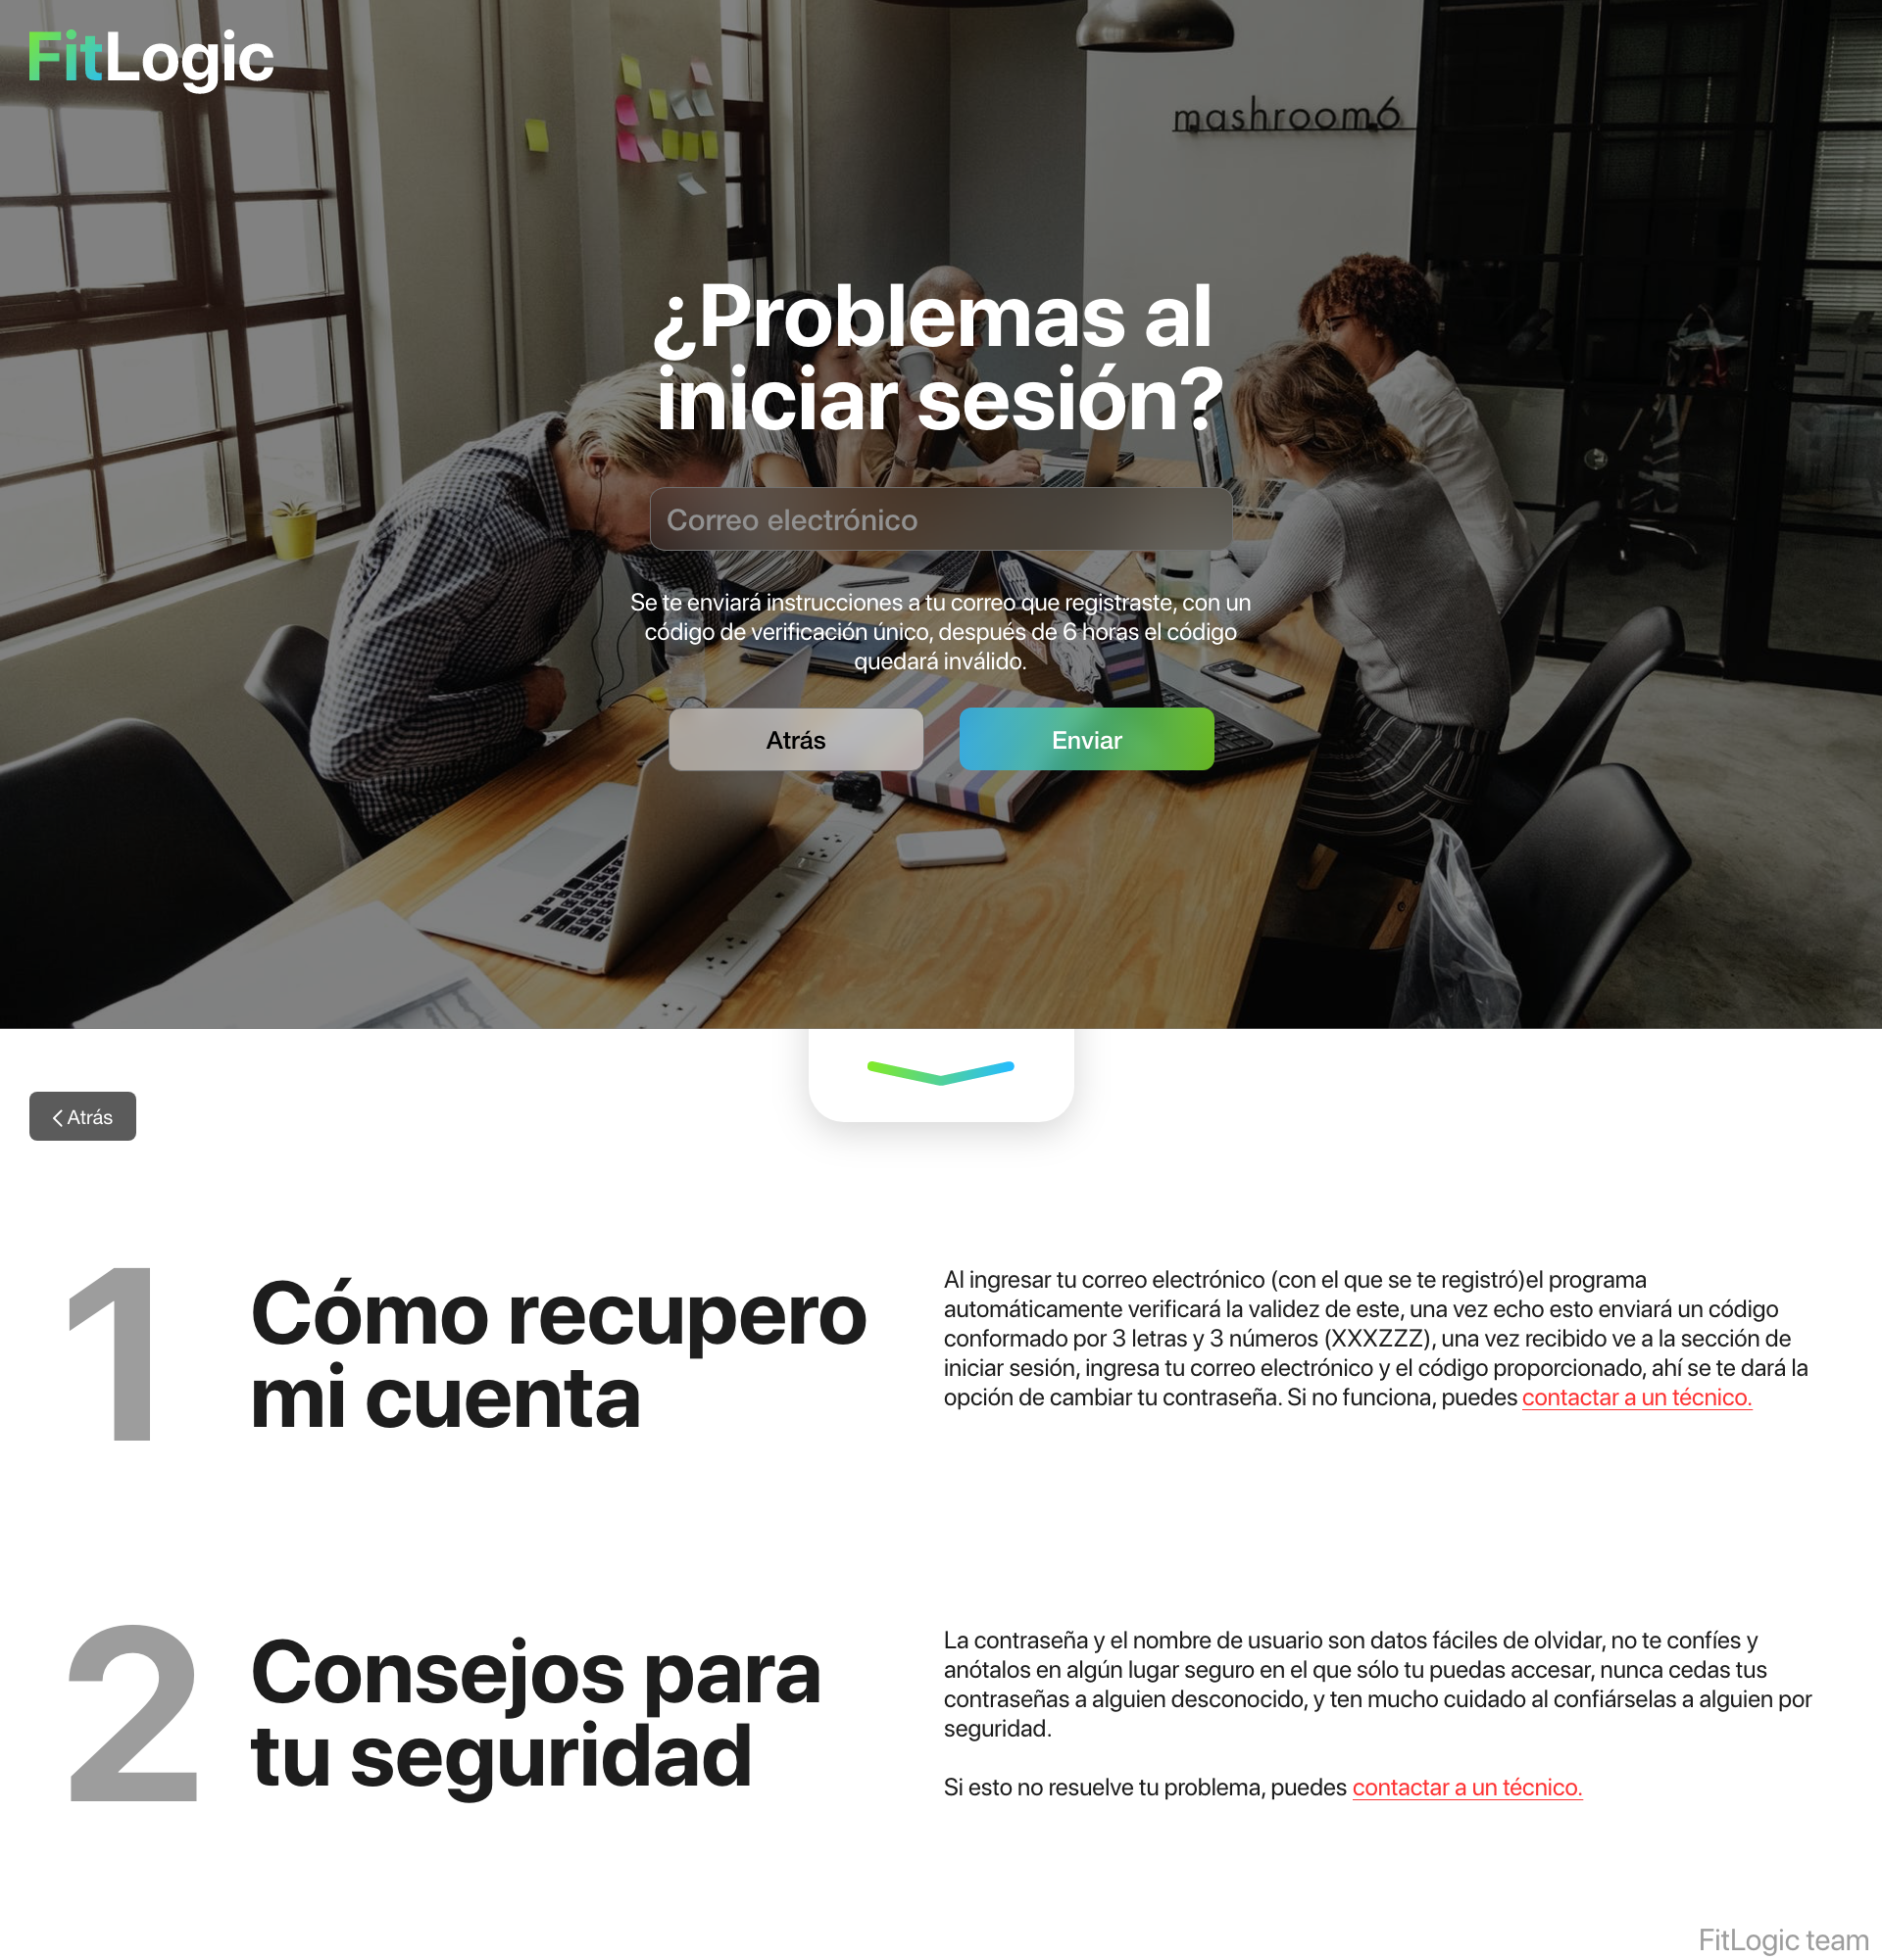 FitLogic
mashroom6
¿Problemas al
iniciar sesión?
Correo electrónico
Se te enviará instrucciones a tu correo que registraste, con un
código de verificación único, después de 6 horas el código
quedará inválido.
Atrás
Enviar
Atrás
1
Cómo recupero
mi cuenta
Al ingresar tu correo electrónico (con el que se te registró)el programa
automáticamente verificará la validez de este, una vez echo esto enviará un código
conformado por 3 letras y 3 números (XXXZZZ), una vez recibido ve a la sección de
iniciar sesión, ingresa tu correo electrónico y el código proporcionado, ahí se te dará la
opción de cambiar tu contraseña. Si no funciona, puedes contactar a un técnico.
2
Consejos para
tu seguridad
La contraseña y el nombre de usuario son datos fáciles de olvidar, no te confíes y
anótalos en algún lugar seguro en el que sólo tu puedas accesar, nunca cedas tus
contraseñas a alguien desconocido, y ten mucho cuidado al confiárselas a alguien por
seguridad.
Si esto no resuelve tu problema, puedes contactar a un técnico.
FitLogic team